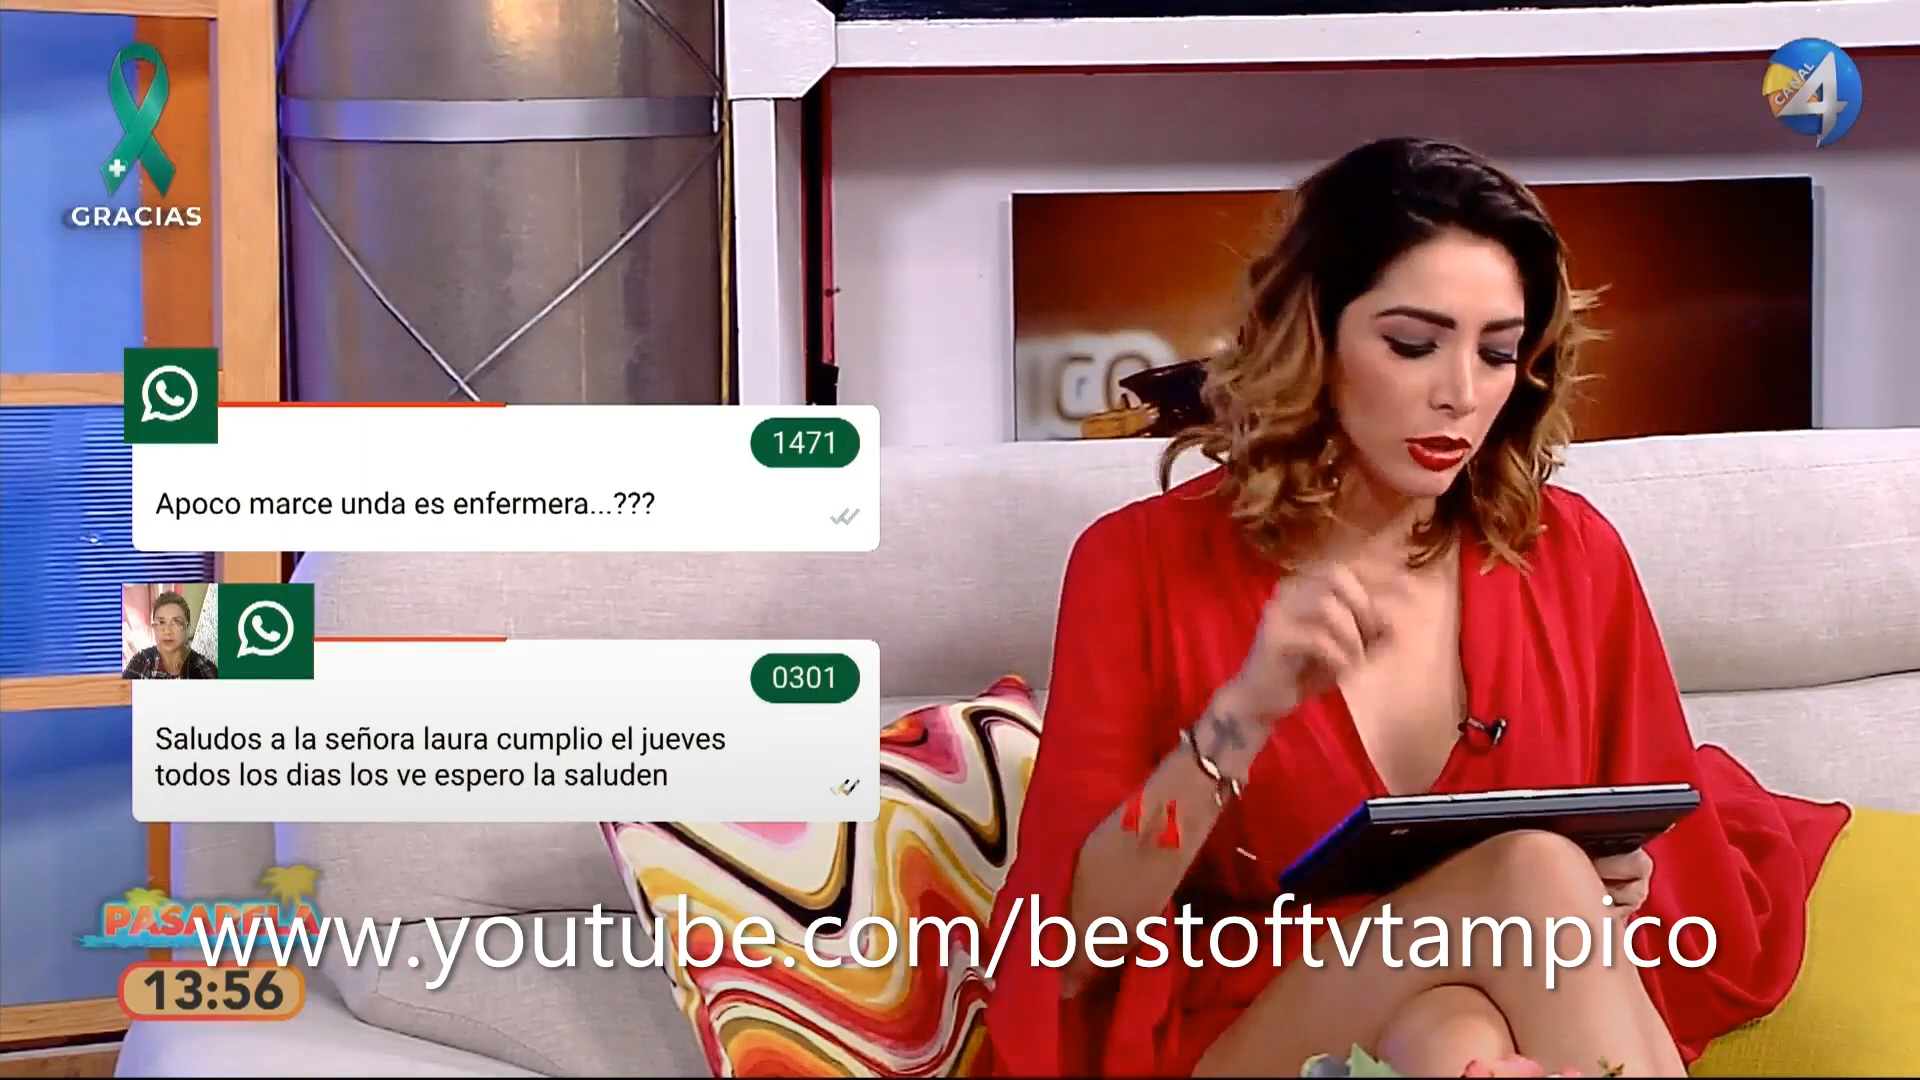 GRACIAS
CANAL 4
1471
Apoco marce unda es enfermera...???
0301
Saludos a la señora laura cumplio el jueves
todos los dias los ve espero la saluden
PASARELA
www.youtube.com/bestoftvtampico
13:56